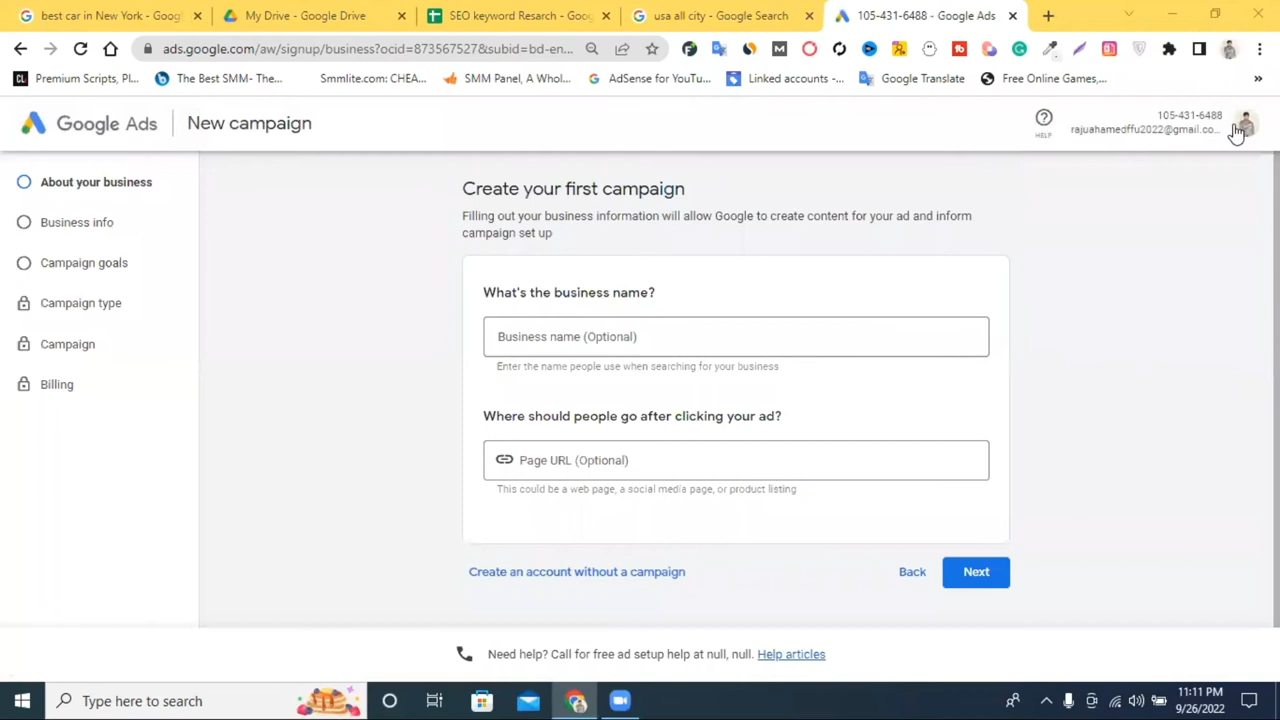 best car in New York - Googl
My Drive - Google Drive
SEO keyword Resarch - Goog
usa all city - Google Search
105-431-6488 - Google Ads
ads.google.com/aw/signup/business?ocid=873567527&subid=bd-en...
Premium Scripts, Pl...
The Best SMM- The...
Smmlite.com: CHEA...
SMM Panel, A Whol...
AdSense for YouTu...
Linked accounts -...
Google Translate
Free Online Games,...
Google Ads
New campaign
HELP
105-431-6488
rajuahamedffu2022@gmail.co...
About your business
Business info
Campaign goals
Campaign type
Campaign
Billing
Create your first campaign
Filling out your business information will allow Google to create content for your ad and inform
campaign set up
What's the business name?
Business name (Optional)
Enter the name people use when searching for your business
Where should people go after clicking your ad?
Page URL (Optional)
This could be a web page, a social media page, or product listing
Create an account without a campaign
Back
Next
Need help? Call for free ad setup help at null, null. Help articles
Type here to search
11:11 PM
9/26/2022